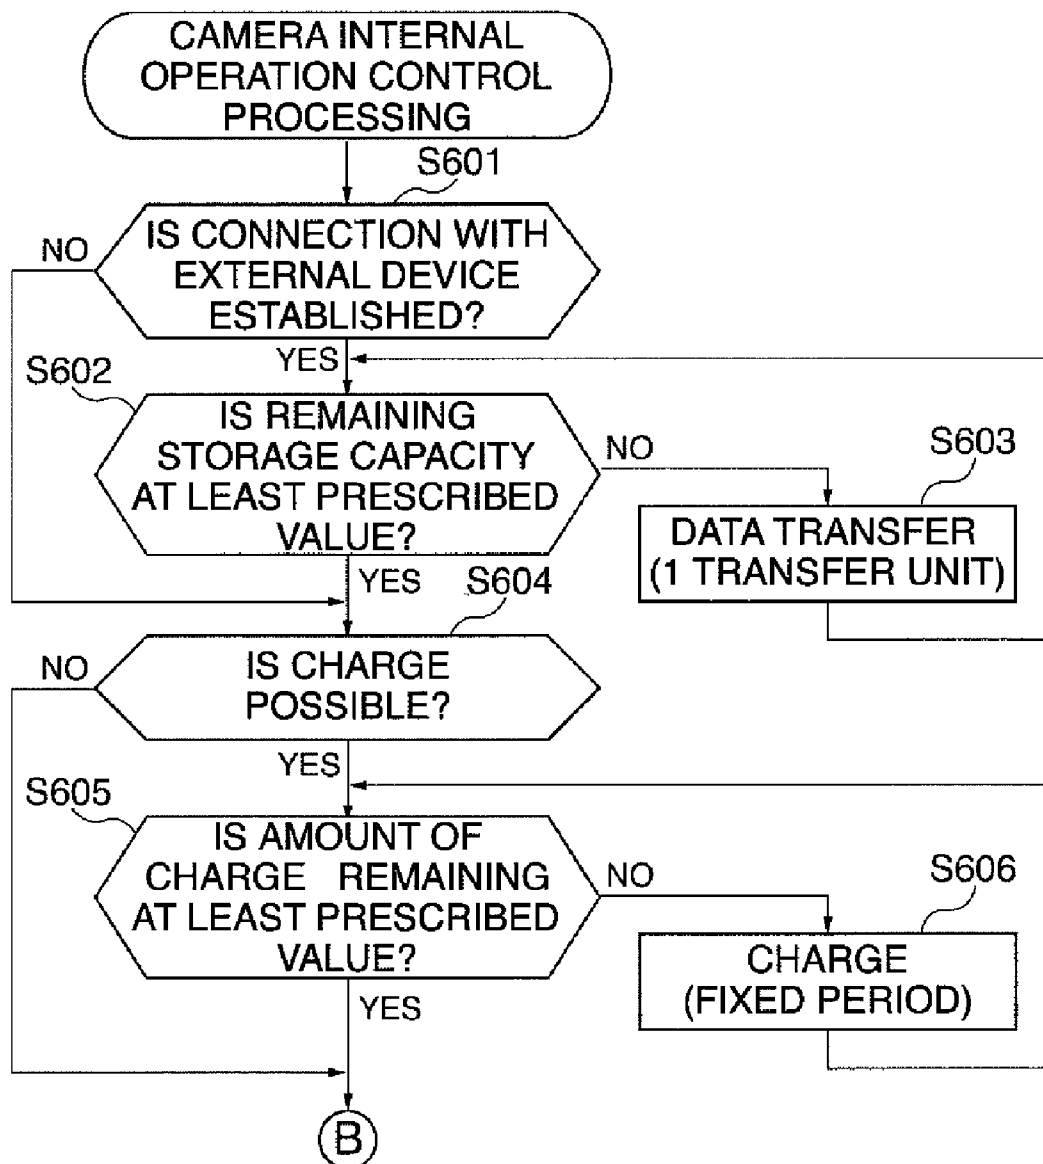 CAMERA INTERNAL
OPERATION CONTROL
PROCESSING
S601
IS CONNECTION WITH
EXTERNAL DEVICE
ESTABLISHED?
NO
YES
S602
IS REMAINING
STORAGE CAPACITY
AT LEAST PRESCRIBED
VALUE?
NO
S603
DATA TRANSFER
(1 TRANSFER UNIT)
YES
S604
IS CHARGE
POSSIBLE?
NO
YES
S605
IS AMOUNT OF
CHARGE REMAINING
AT LEAST PRESCRIBED
VALUE?
NO
S606
CHARGE
(FIXED PERIOD)
YES
B